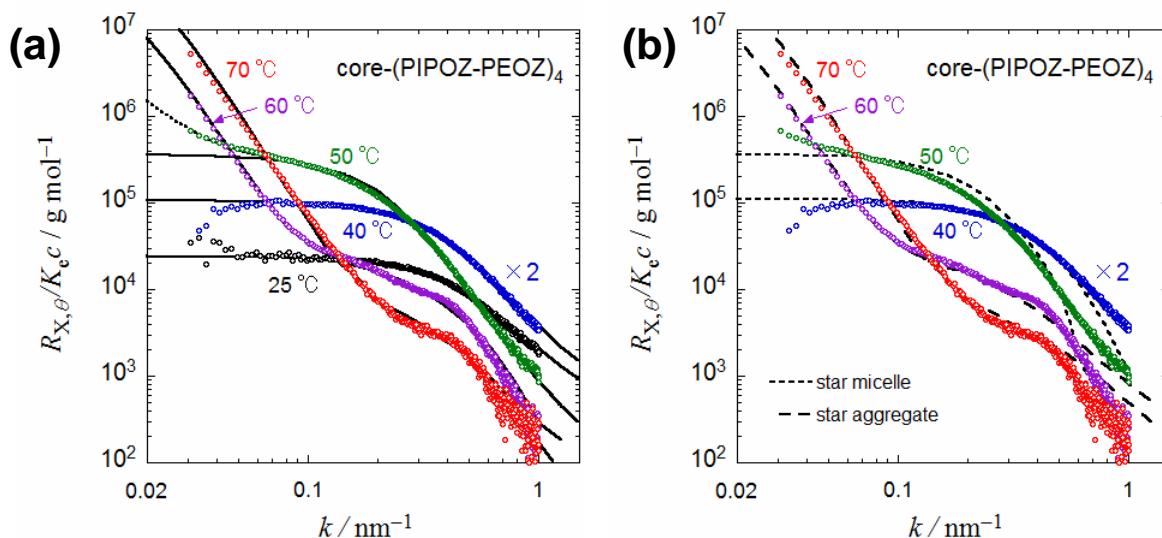 (a)
10⁷
10⁶
10⁵
10⁴
10³
10²
R_X,θ/K_e c / g mol⁻¹
70 °C
core-(PIPOZ-PEOZ)₄
60 °C
50 °C
40 °C
× 2
25 °C
0.02
0.1
1
k / nm⁻¹
(b)
10⁷
10⁶
10⁵
10⁴
10³
10²
R_X,θ/K_e c / g mol⁻¹
70 °C
core-(PIPOZ-PEOZ)₄
60 °C
50 °C
40 °C
× 2
star micelle
star aggregate
0.02
0.1
1
k / nm⁻¹